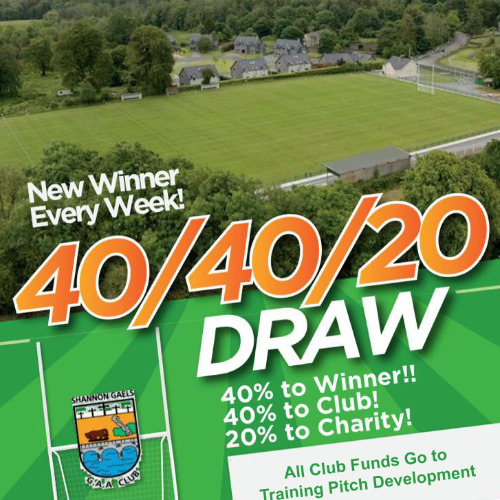 New Winner
Every Week!
40/40/20
DRAW
40% to Winner!!
40% to Club!
20% to Charity!
SHANNON GAELS
G.A.A CLUB
All Club Funds Go to
Training Pitch Development